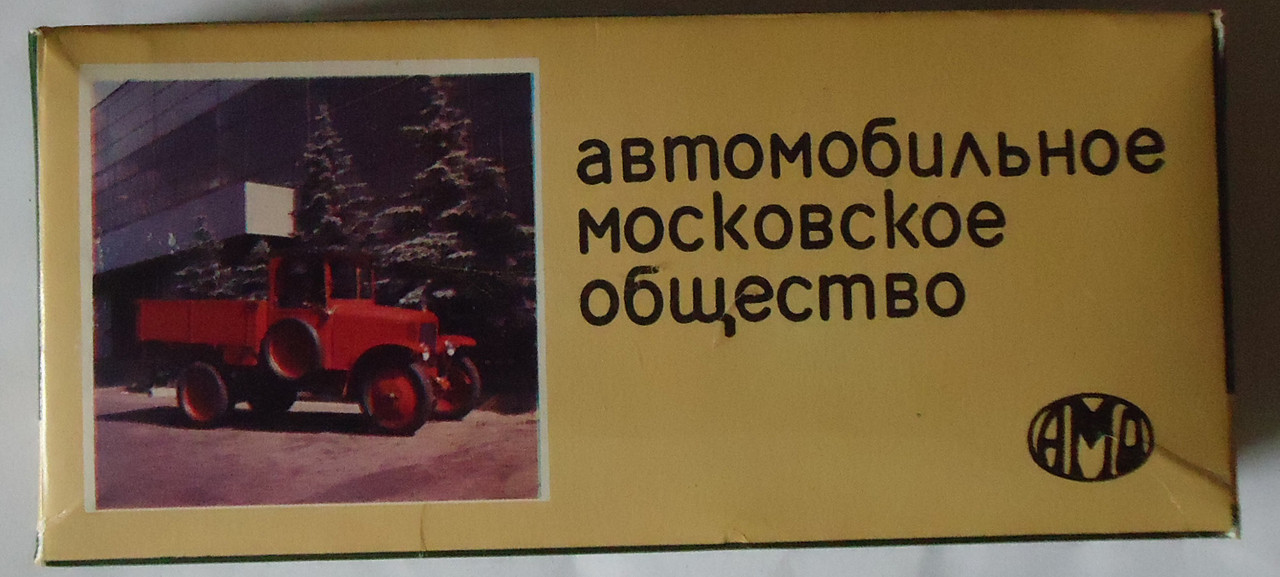 автомобильное
московское
общество
АМО